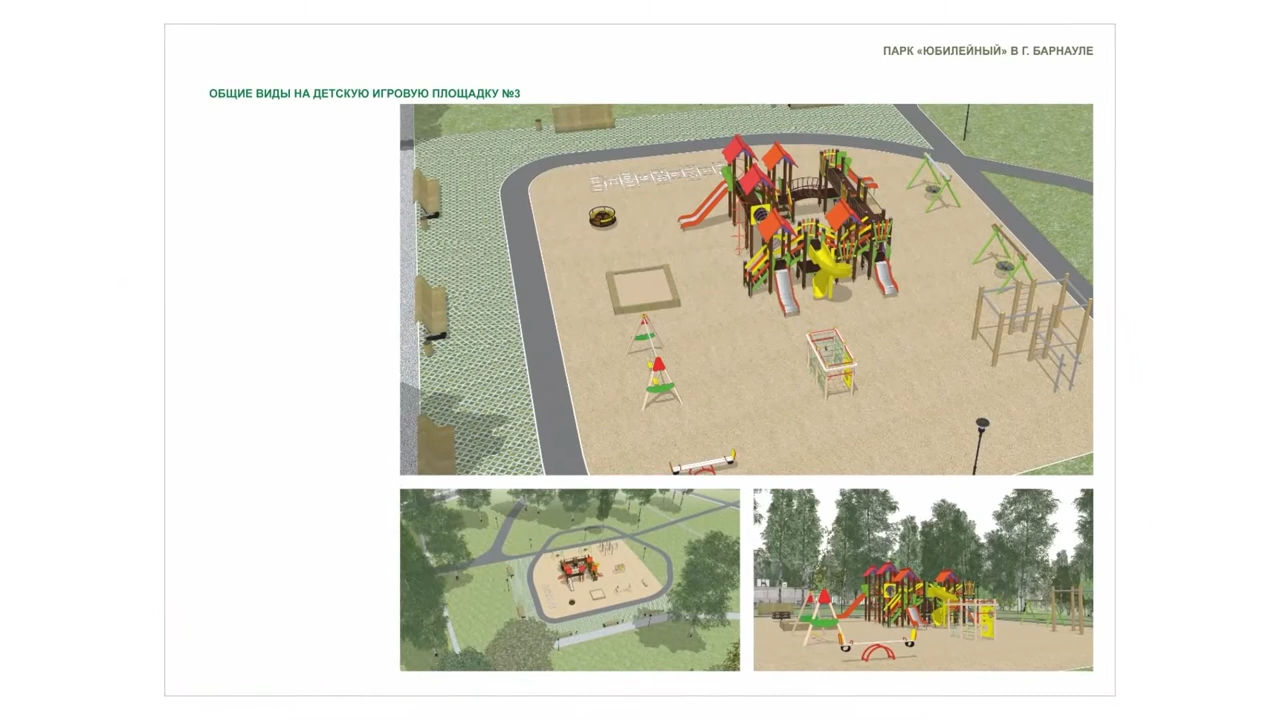 ПАРК «ЮБИЛЕЙНЫЙ» В Г. БАРНАУЛЕ
ОБЩИЕ ВИДЫ НА ДЕТСКУЮ ИГРОВУЮ ПЛОЩАДКУ №3